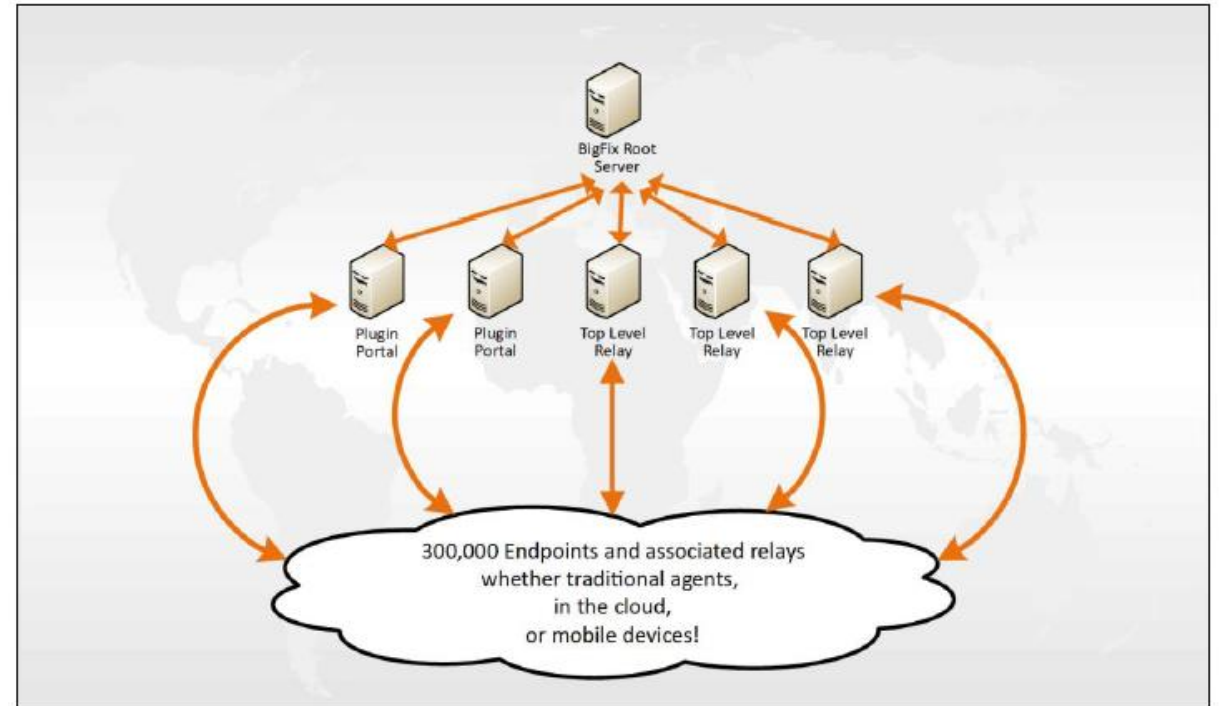 BigFix Root
Server
Plugin
Portal
Plugin
Portal
Top Level
Relay
Top Level
Relay
Top Level
Relay
300,000 Endpoints and associated relays
whether traditional agents,
in the cloud,
or mobile devices!